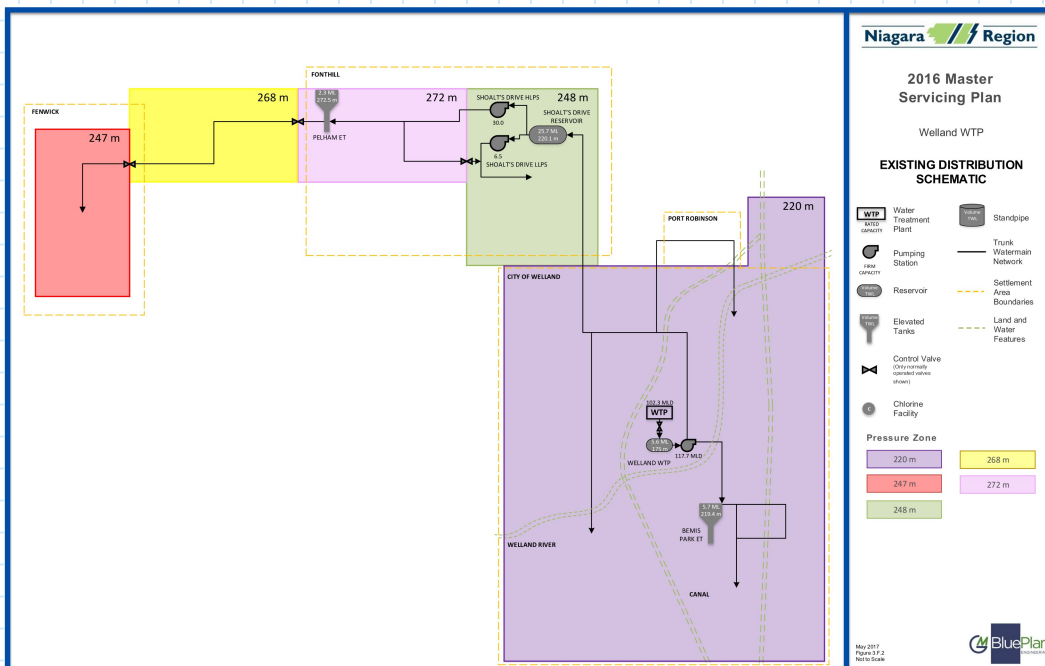 FONTHILL
FENWICK
247 m
268 m
2.3 ML
272.5 m
PELHAM ET
272 m
SHOALT'S DRIVE HLPS
30.0
248 m
SHOALT'S DRIVE
RESERVOIR
25.7 ML
220.1 m
6.5
SHOALT'S DRIVE LLPS
220 m
PORT ROBINSON
CITY OF WELLAND
102.3 MLD
WTP
3.6 ML
175 m
117.7 MLD
WELLAND WTP
5.7 ML
219.4 m
BEMIS
PARK ET
WELLAND RIVER
CANAL
Niagara Region
2016 Master
Servicing Plan
Welland WTP
EXISTING DISTRIBUTION
SCHEMATIC
WTP
RATED
CAPACITY
Water
Treatment
Plant
Volume
TWL
Standpipe
FIRM
CAPACITY
Pumping
Station
Trunk
Watermain
Network
Volume
TWL
Reservoir
Settlement
Area
Boundaries
Volume
TWL
Elevated
Tanks
Land and
Water
Features
Control Valve
(Only normally
operated valves
shown)
C
Chlorine
Facility
Pressure Zone
220 m
268 m
247 m
272 m
248 m
May 2017
Figure 3.F.2
Not to Scale
GM BluePlan
ENGINEERING